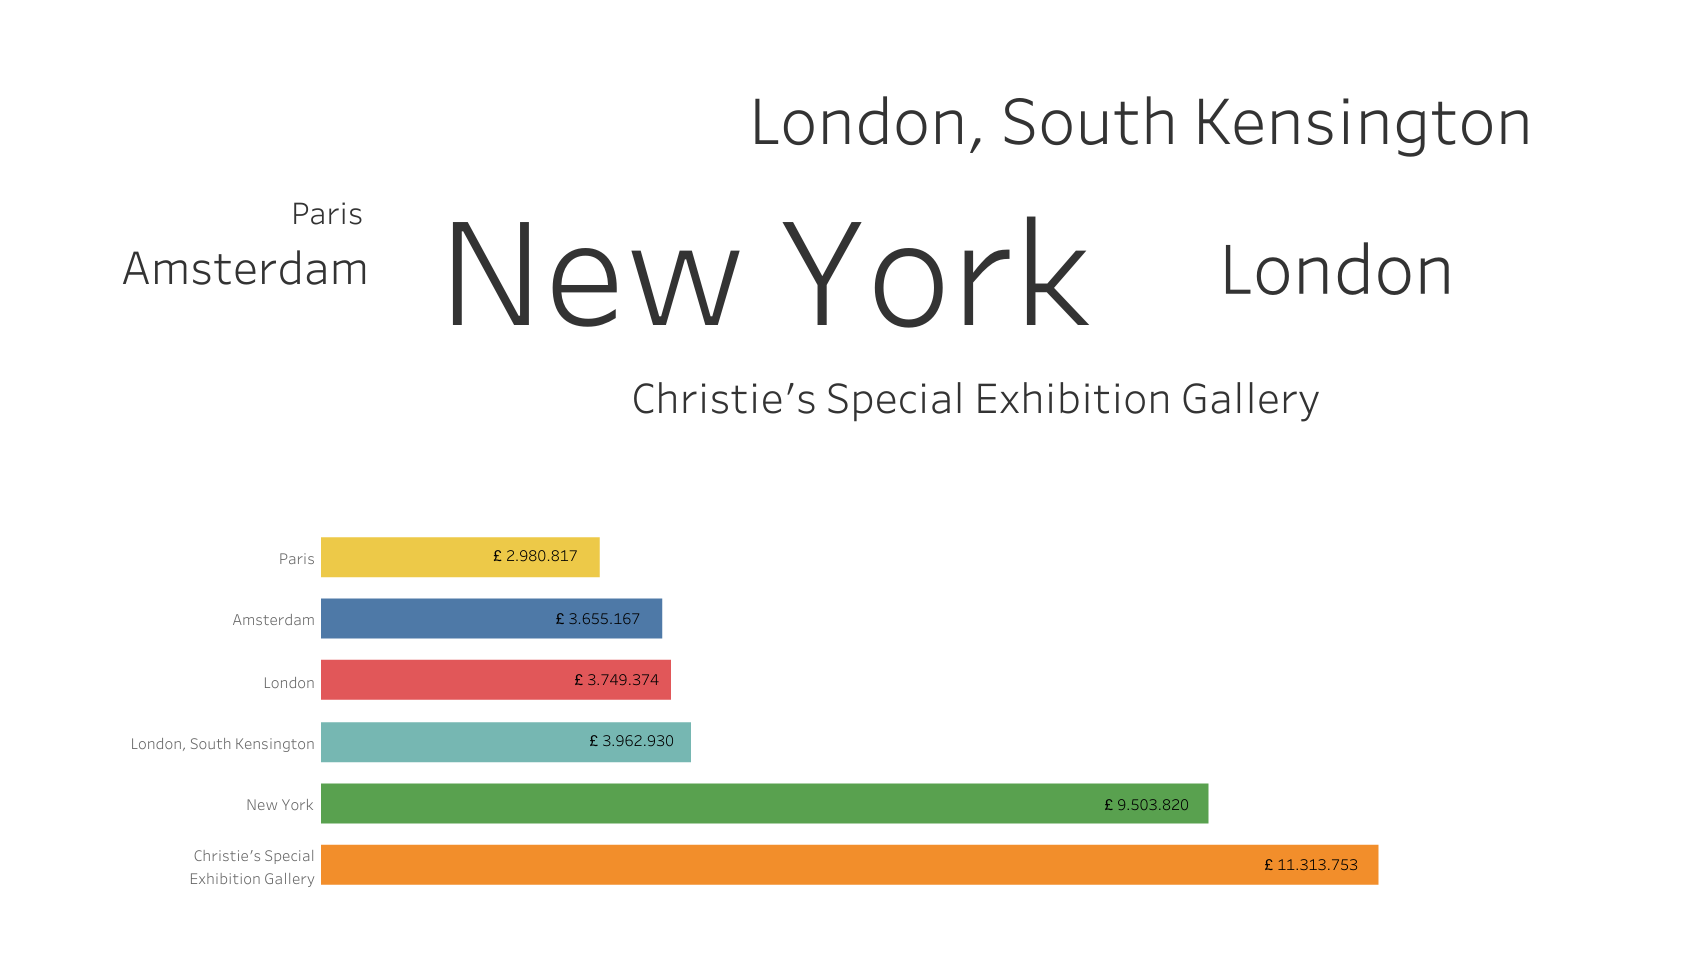 London, South Kensington
Paris
New York
Amsterdam
London
Christie’s Special Exhibition Gallery
Paris
£ 2.980.817
Amsterdam
£ 3.655.167
London
£ 3.749.374
London, South Kensington
£ 3.962.930
New York
£ 9.503.820
Christie’s Special
Exhibition Gallery
£ 11.313.753